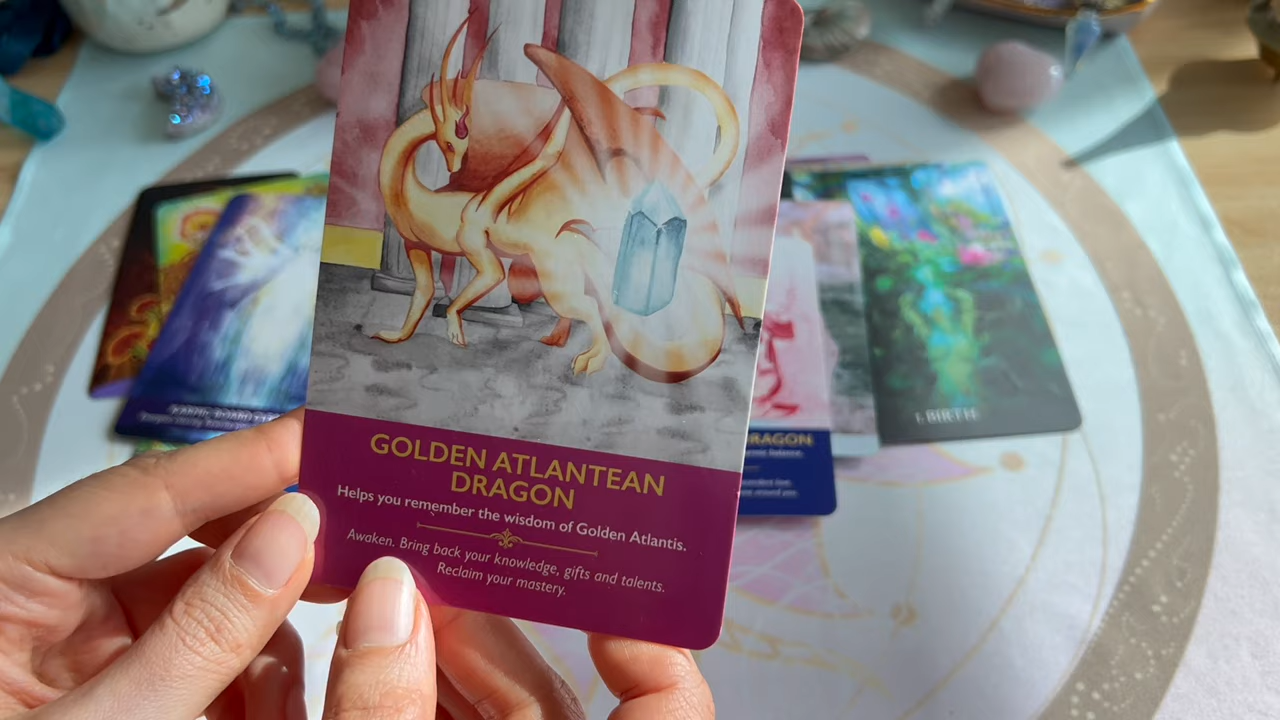 GOLDEN ATLANTEAN
DRAGON
Helps you remember the wisdom of Golden Atlantis.
Awaken. Bring back your knowledge, gifts and talents.
Reclaim your mastery.
DRAGON
1. BIRTH